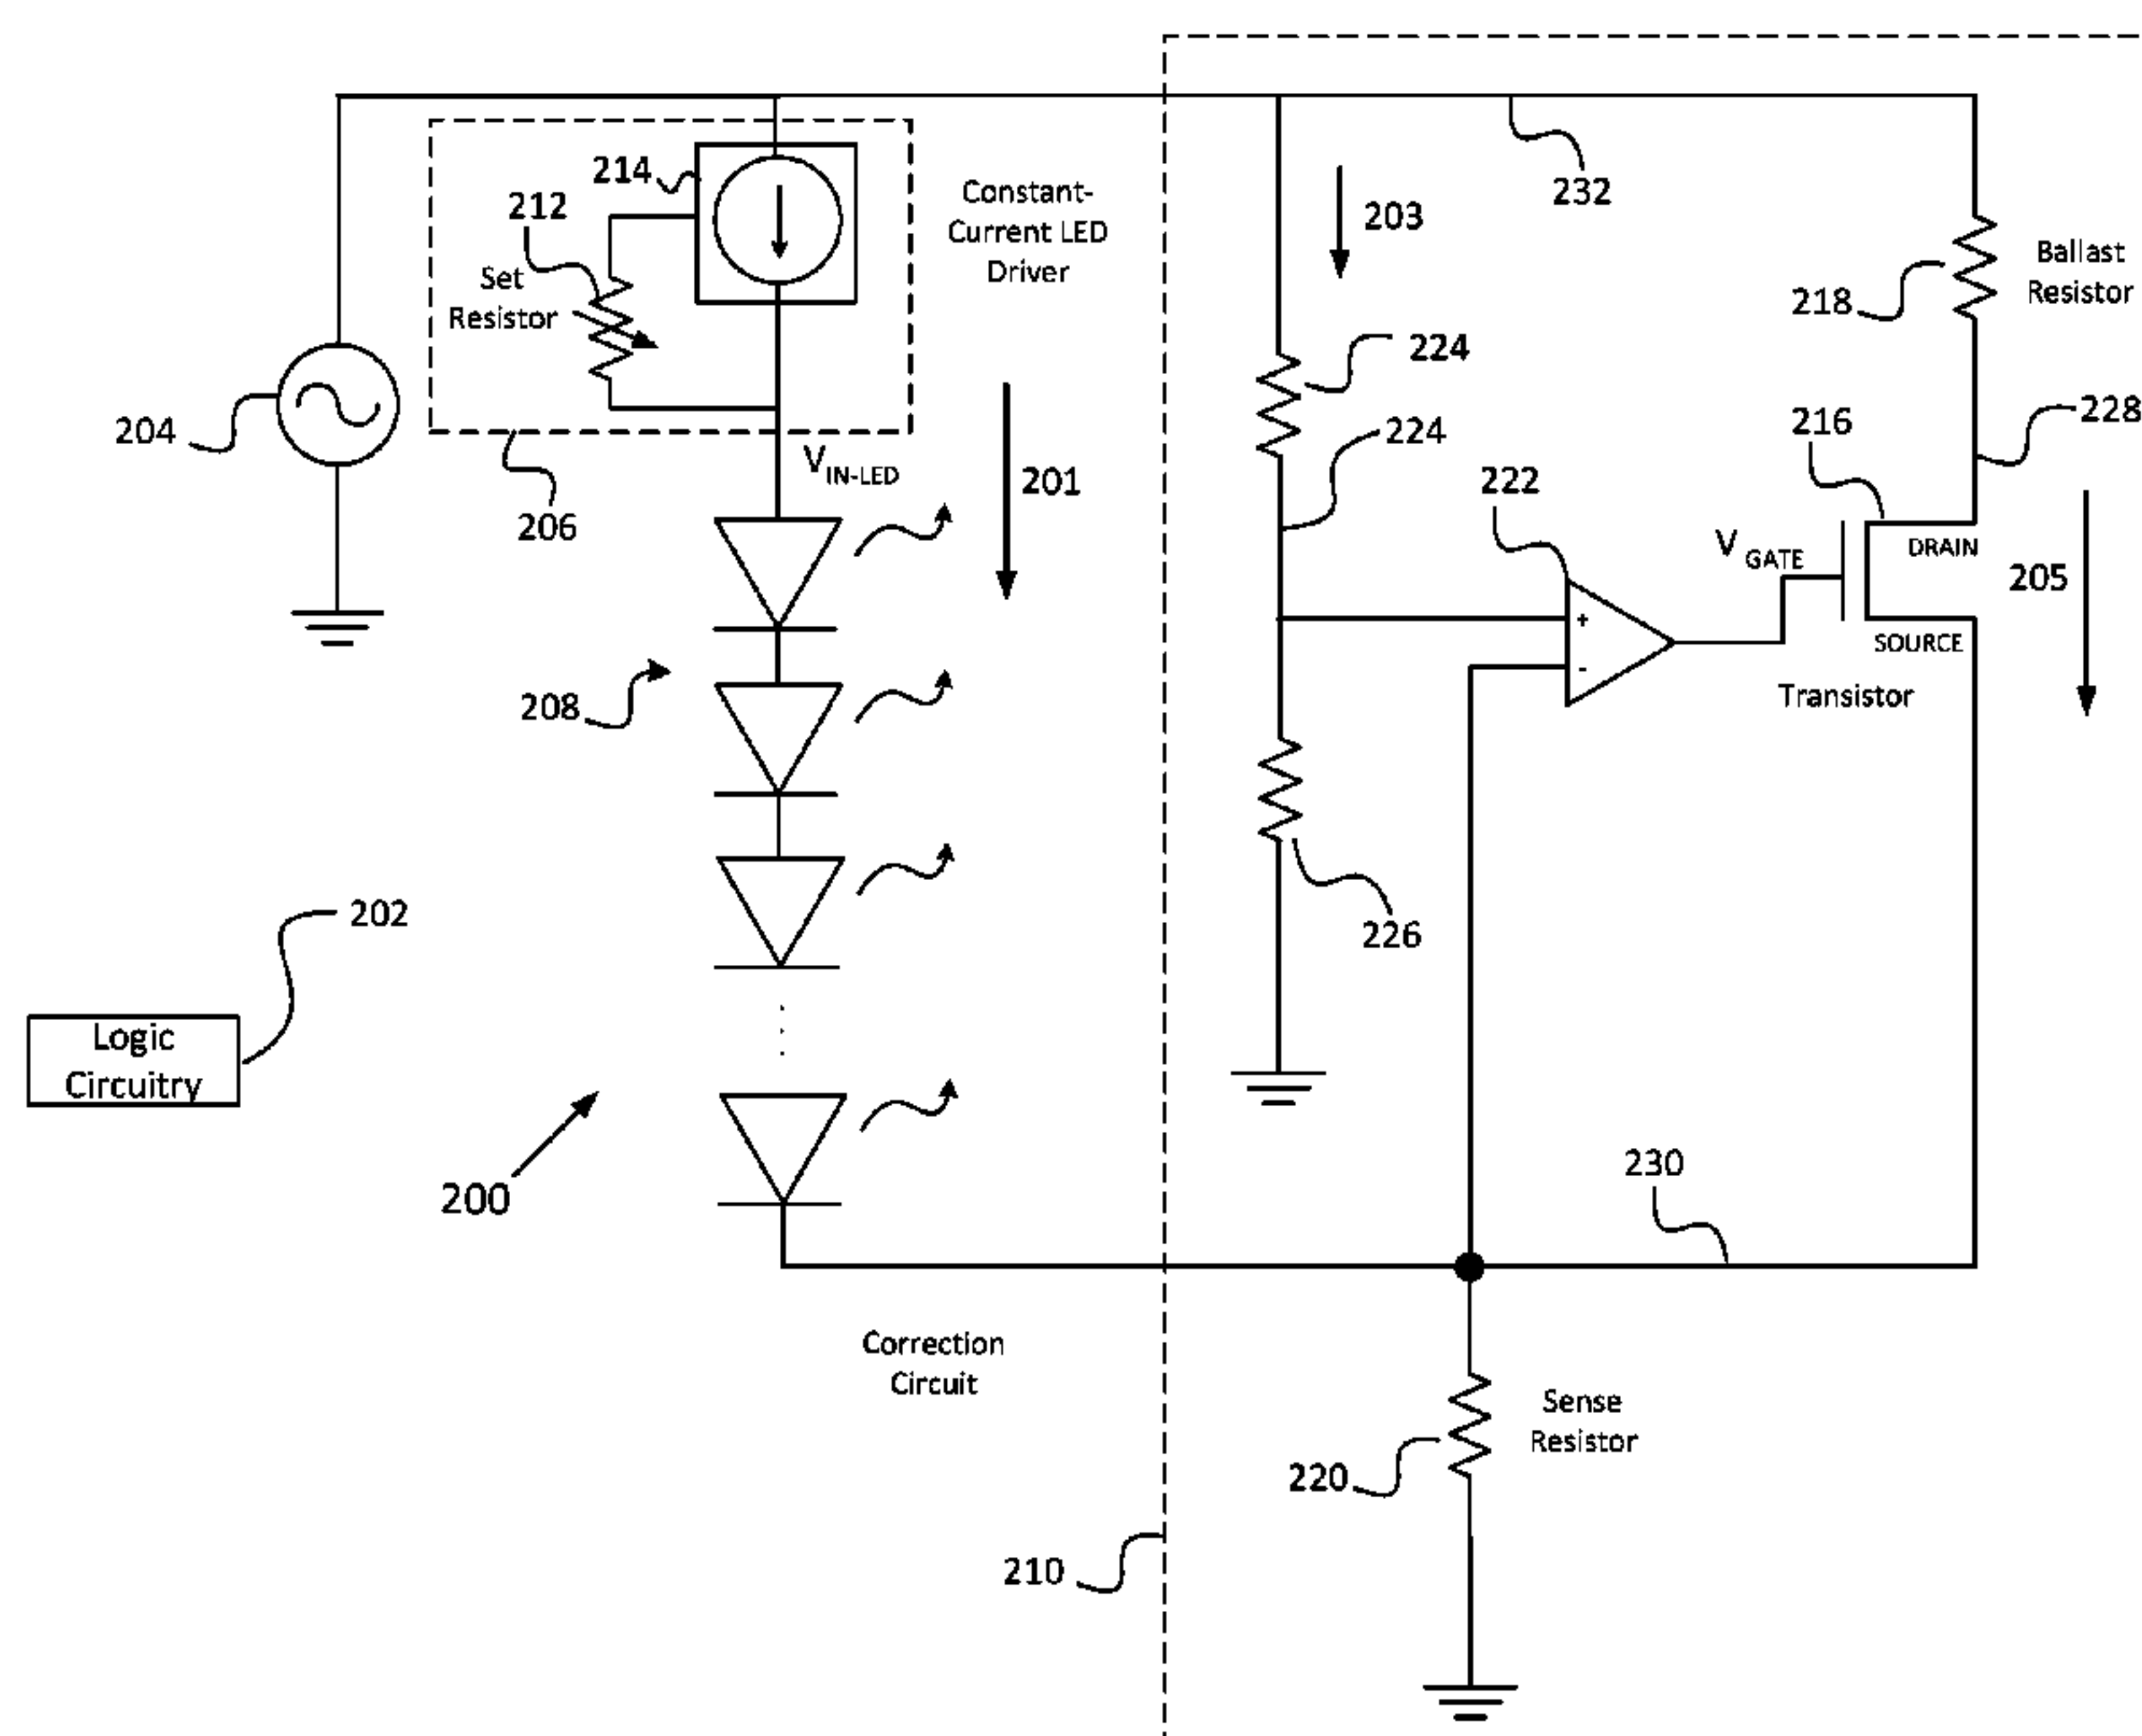 232
214
212
Set
Resistor
Constant-
Current LED
Driver
203
Ballast
Resistor
218
204
206
V IN-LED
201
224
224
222
216
228
V GATE
DRAIN
SOURCE
Transistor
205
+
-
208
226
202
Logic
Circuitry
200
230
Correction
Circuit
Sense
Resistor
220
210